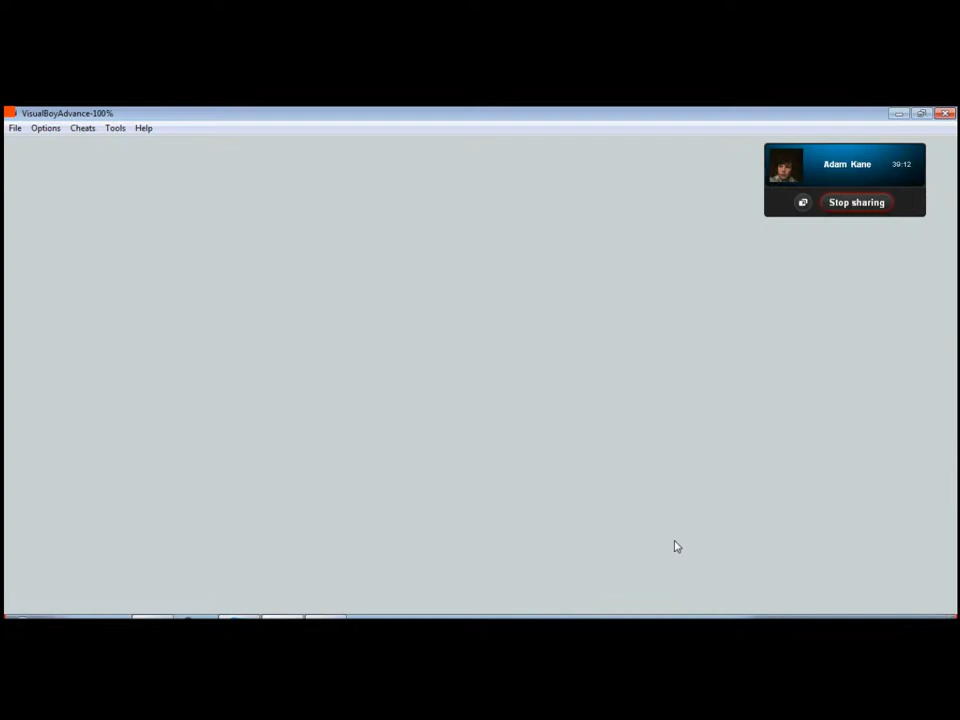 VisualBoyAdvance-100%
File Options Cheats Tools Help
Adam Kane 39:12
Stop sharing